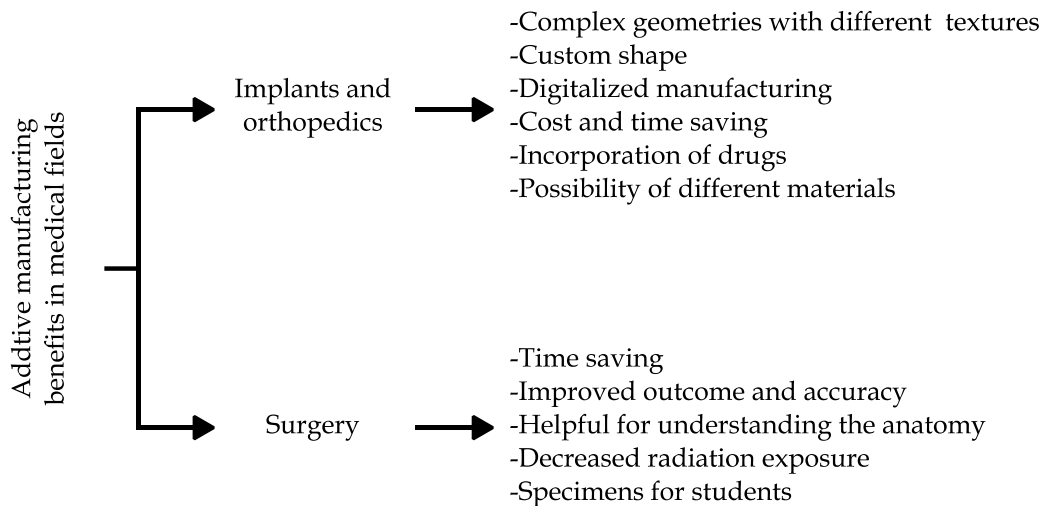 Addtive manufacturing
benefits in medical fields
Implants and
orthopedics
-Complex geometries with different  textures
-Custom shape
-Digitalized manufacturing
-Cost and time saving
-Incorporation of drugs
-Possibility of different materials
Surgery
-Time saving
-Improved outcome and accuracy
-Helpful for understanding the anatomy
-Decreased radiation exposure
-Specimens for students